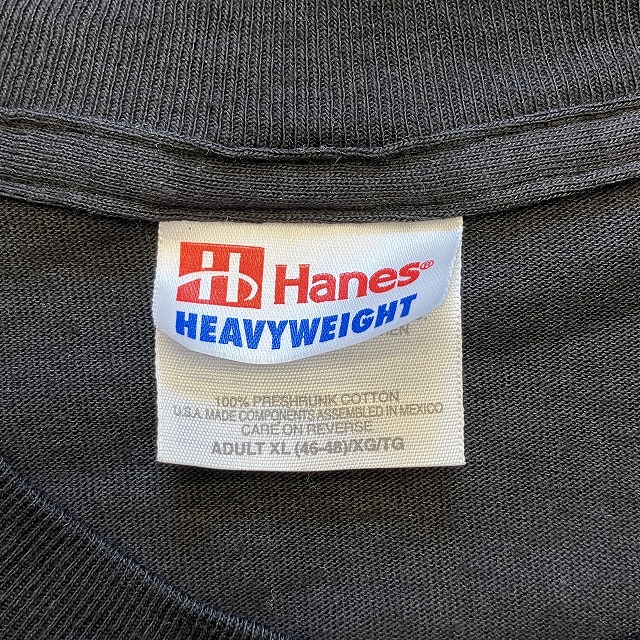 H Hanes®
HEAVYWEIGHT
100% PRESHRUNK COTTON
U.S.A. MADE COMPONENTS ASSEMBLED IN MEXICO
CARE ON REVERSE
ADULT XL (46-48)/XG/TG